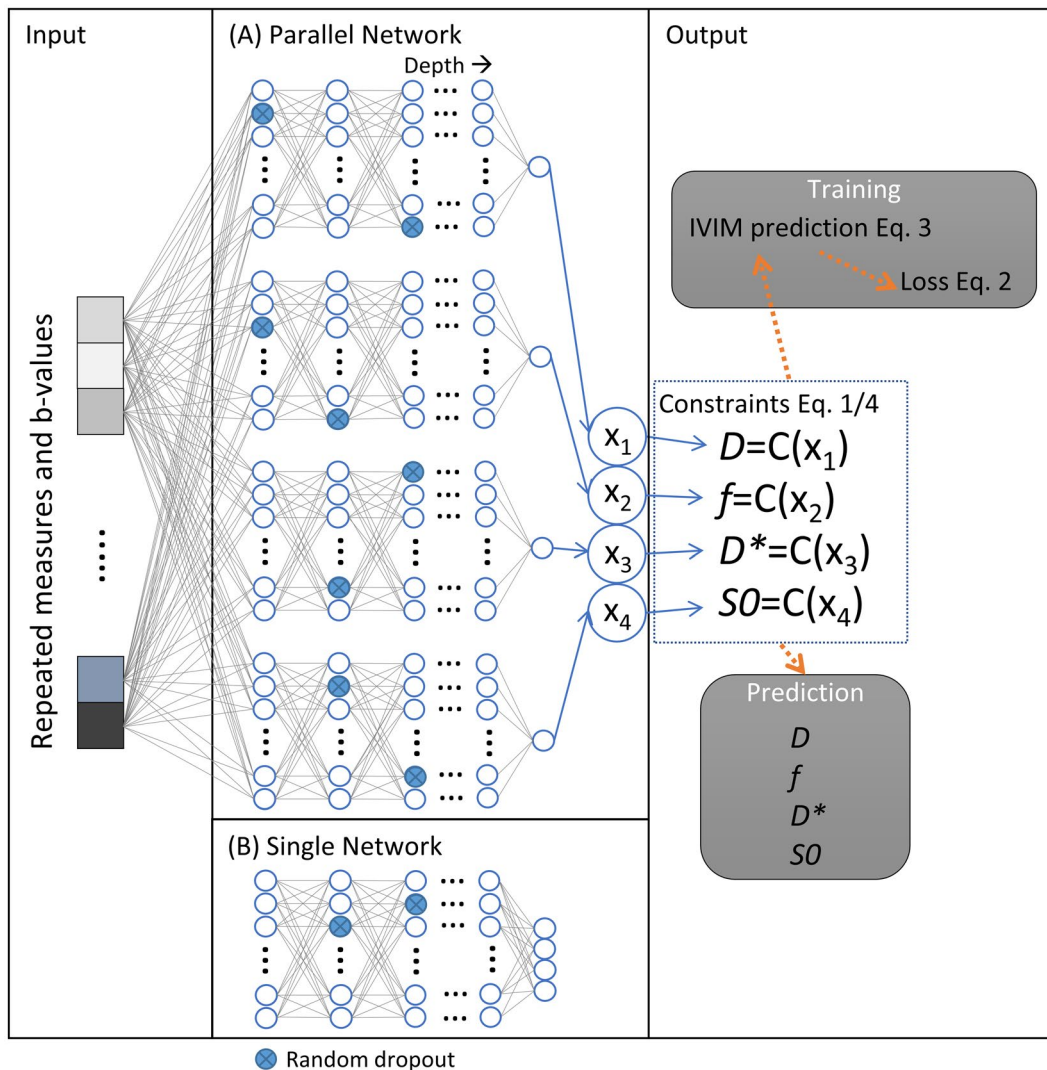 Input
Repeated measures and b-values
(A) Parallel Network
Depth →
(B) Single Network
Random dropout
x₁
x₂
x₃
x₄
Output
Training
IVIM prediction Eq. 3
Loss Eq. 2
Constraints Eq. 1/4
D=C(x₁)
f=C(x₂)
D*=C(x₃)
S0=C(x₄)
Prediction
D
f
D*
S0